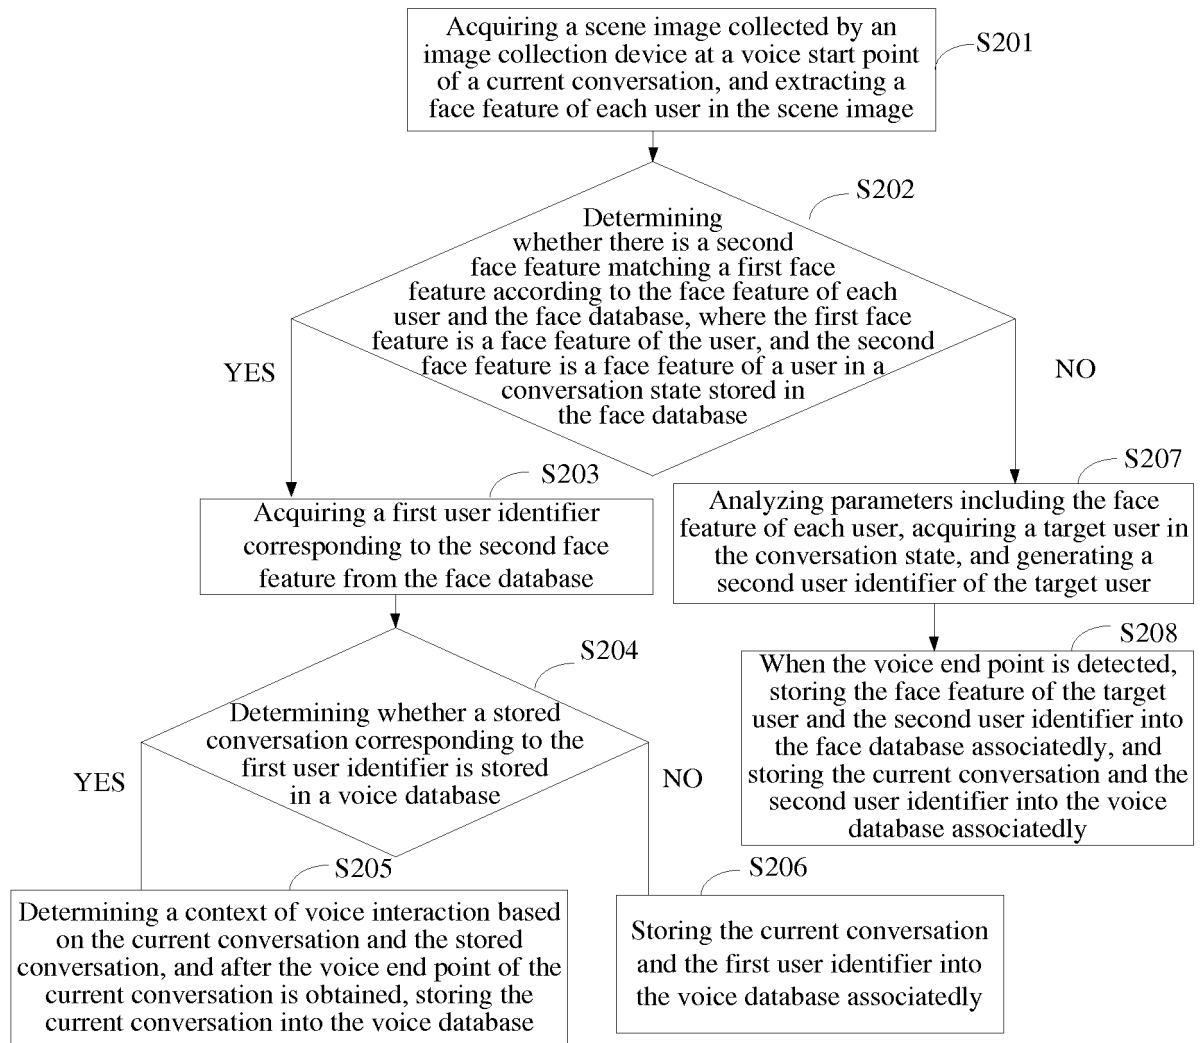 Acquiring a scene image collected by an
image collection device at a voice start point
of a current conversation, and extracting a
face feature of each user in the scene image
S201
S202
Determining
whether there is a second
face feature matching a first face
feature according to the face feature of each
user and the face database, where the first face
feature is a face feature of the user, and the second
face feature is a face feature of a user in a
conversation state stored in
the face database
YES
NO
S203
Acquiring a first user identifier
corresponding to the second face
feature from the face database
S207
Analyzing parameters including the face
feature of each user, acquiring a target user in
the conversation state, and generating a
second user identifier of the target user
S204
Determining whether a stored
conversation corresponding to the
first user identifier is stored
in a voice database
YES
NO
S208
When the voice end point is detected,
storing the face feature of the target
user and the second user identifier into
the face database associatedly, and
storing the current conversation and the
second user identifier into the voice
database associatedly
S205
Determining a context of voice interaction based
on the current conversation and the stored
conversation, and after the voice end point of the
current conversation is obtained, storing the
current conversation into the voice database
S206
Storing the current conversation
and the first user identifier into
the voice database associatedly